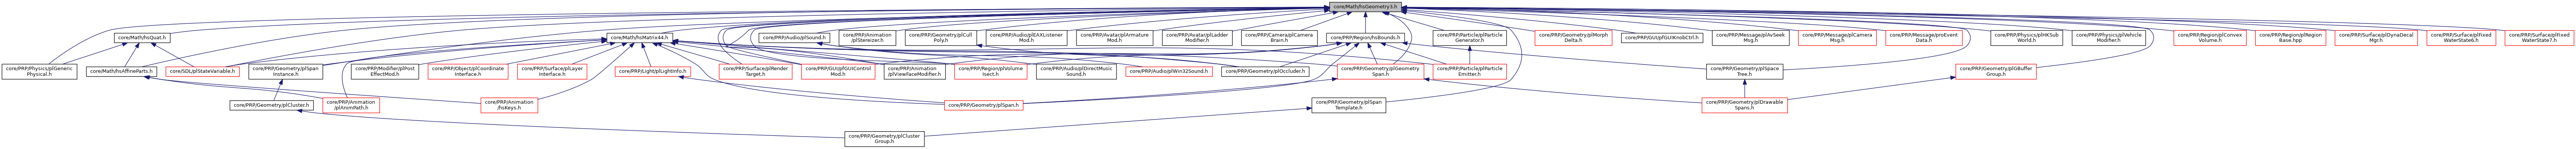 core/Math/hsGeometry3.h
core/Math/hsQuat.h
core/Math/hsMatrix44.h
core/PRP/Audio/plSound.h
core/PRP/Animation
/plStereizer.h
core/PRP/Geometry/plCull
Poly.h
core/PRP/Audio/plEAXListener
Mod.h
core/PRP/Avatar/plArmature
Mod.h
core/PRP/Avatar/plLadder
Modifier.h
core/PRP/Camera/plCamera
Brain.h
core/PRP/Region/hsBounds.h
core/PRP/Particle/plParticle
Generator.h
core/PRP/Geometry/plMorph
Delta.h
core/PRP/GUI/pfGUIKnobCtrl.h
core/PRP/Message/plAvSeek
Msg.h
core/PRP/Message/plCamera
Msg.h
core/PRP/Message/proEvent
Data.h
core/PRP/Physics/plHKSub
World.h
core/PRP/Physics/plVehicle
Modifier.h
core/PRP/Region/plConvex
Volume.h
core/PRP/Region/plRegion
Base.hpp
core/PRP/Surface/plDynaDecal
Mgr.h
core/PRP/Surface/plFixed
WaterState6.h
core/PRP/Surface/plFixed
WaterState7.h
core/PRP/Physics/plGeneric
Physical.h
core/Math/hsAffineParts.h
core/SDL/plStateVariable.h
core/PRP/Geometry/plSpan
Instance.h
core/PRP/Modifier/plPost
EffectMod.h
core/PRP/Object/plCoordinate
Interface.h
core/PRP/Surface/plLayer
Interface.h
core/PRP/Light/plLightInfo.h
core/PRP/Surface/plRender
Target.h
core/PRP/GUI/pfGUIControl
Mod.h
core/PRP/Animation
/plViewFaceModifier.h
core/PRP/Region/plVolume
Isect.h
core/PRP/Audio/plDirectMusic
Sound.h
core/PRP/Audio/plWin32Sound.h
core/PRP/Geometry/plOccluder.h
core/PRP/Geometry/plGeometry
Span.h
core/PRP/Particle/plParticle
Emitter.h
core/PRP/Geometry/plSpace
Tree.h
core/PRP/Geometry/plGBuffer
Group.h
core/PRP/Geometry/plCluster.h
core/PRP/Animation
/plAnimPath.h
core/PRP/Animation
/hsKeys.h
core/PRP/Geometry/plSpan.h
core/PRP/Geometry/plSpan
Template.h
core/PRP/Geometry/plDrawable
Spans.h
core/PRP/Geometry/plCluster
Group.h